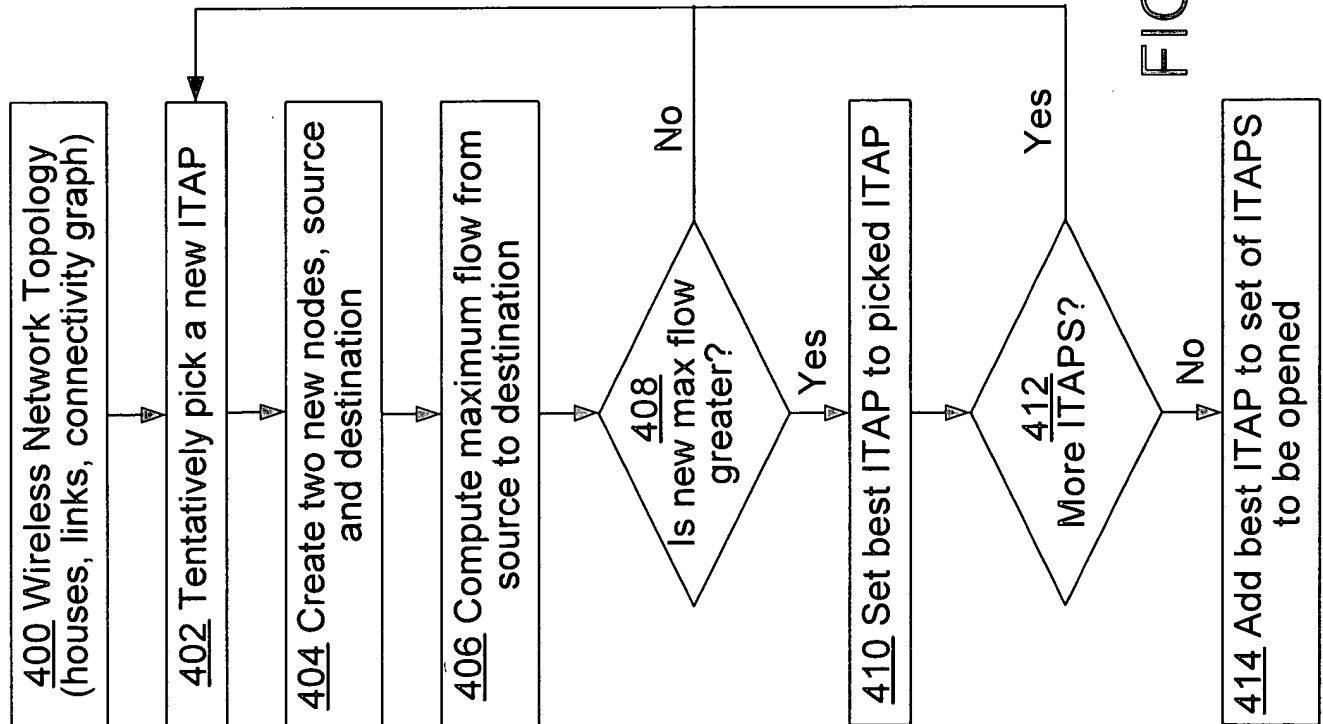 400 Wireless Network Topology
(houses, links, connectivity graph)
402 Tentatively pick a new ITAP
404 Create two new nodes, source
and destination
406 Compute maximum flow from
source to destination
408
Is new max flow
greater?
No
Yes
410 Set best ITAP to picked ITAP
412
More ITAPS?
Yes
No
414 Add best ITAP to set of ITAPS
to be opened